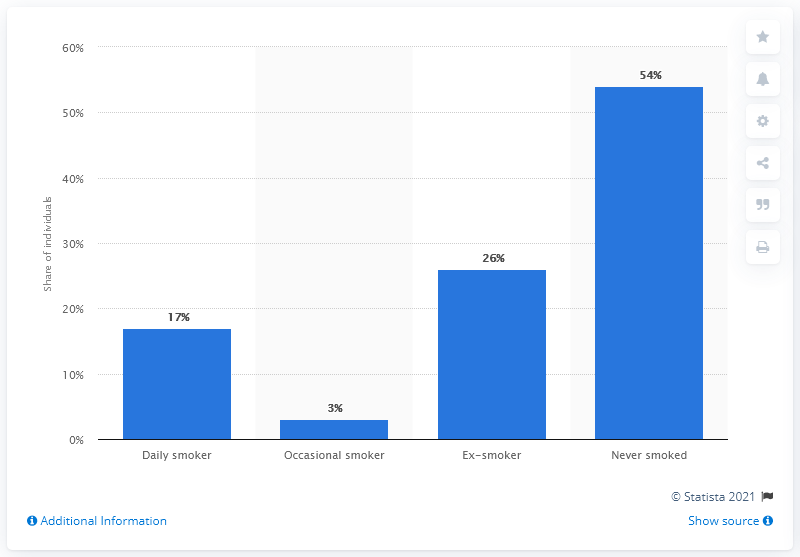 60%
50%
40%
30%
20%
10%
0%
Share of individuals
17%
3%
26%
54%
Daily smoker
Occasional smoker
Ex-smoker
Never smoked
© Statista 2021
Additional Information
Show source